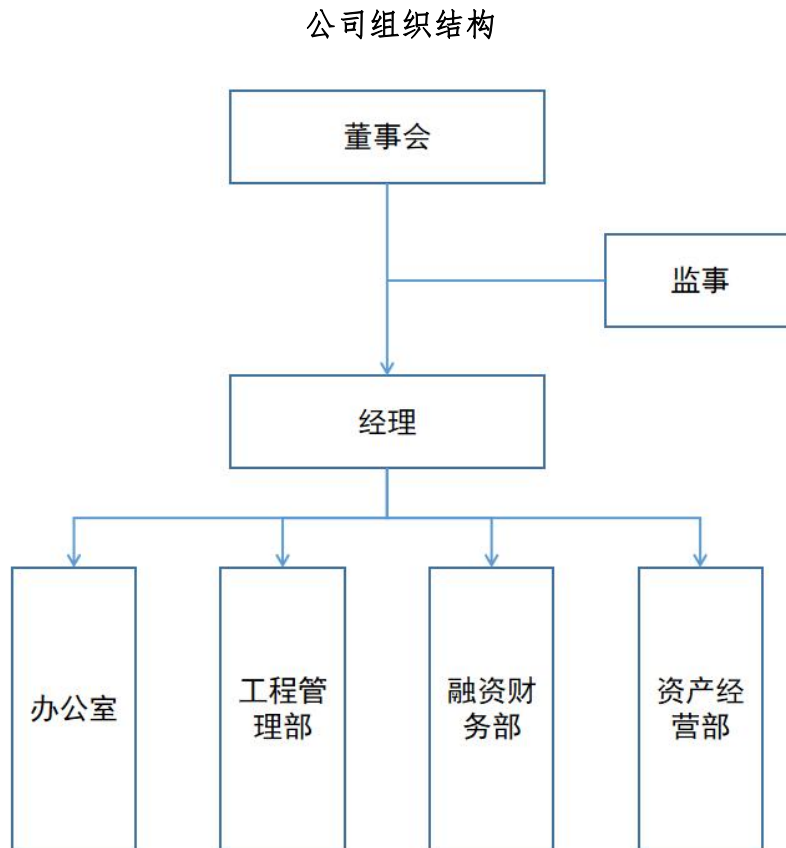 公司组织结构
董事会
监事
经理
办公室
工程管
理部
融资财
务部
资产经
营部